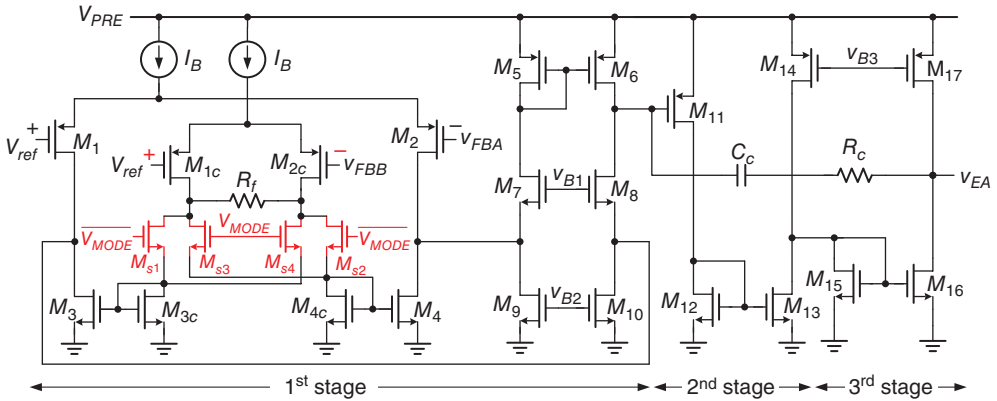 V_PRE
I_B
I_B
M_5
M_6
M_14
v_B3
M_17
V_ref
+
M_1
V_ref
+
M_1c
M_2c
−
v_FBB
M_2
−
v_FBA
M_11
R_f
C_c
R_c
v_EA
M_7
v_B1
M_8
\overline{V_MODE}
M_s1
M_s3
V_MODE
M_s4
M_s2
\overline{V_MODE}
M_3
M_3c
M_4c
M_4
M_9
v_B2
M_10
M_12
M_13
M_15
M_16
1st stage
2nd stage
3rd stage